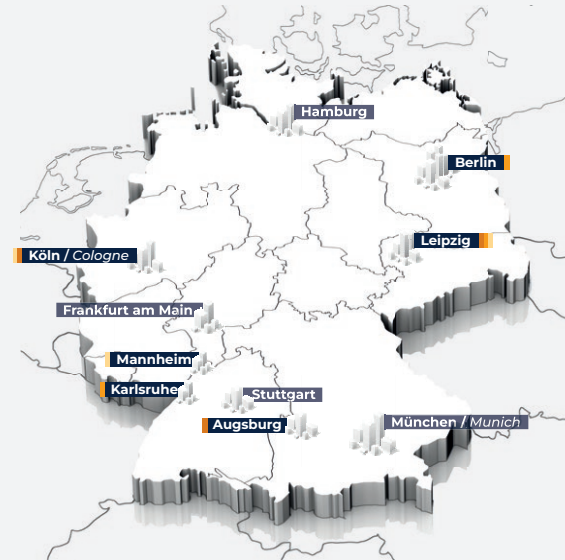 Hamburg
Berlin
Leipzig
Köln / Cologne
Frankfurt am Main
Mannheim
Karlsruhe
Stuttgart
Augsburg
München / Munich